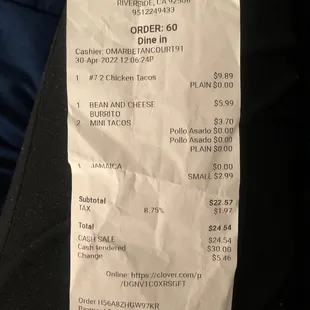 RIVERSIDE, CA 92506
9512249433
ORDER: 60
Dine in
Cashier: OMARBETANCOURT91
30-Apr-2022 12:06:24P
1 #7 2 Chicken Tacos $9.89
PLAIN $0.00
1 BEAN AND CHEESE BURRITO $5.99
2 MINI TACOS $3.70
Pollo Asado $0.00
Pollo Asado $0.00
PLAIN $0.00
1 JAMAICA $0.00
SMALL $2.99
Subtotal $22.57
TAX 8.75% $1.97
Total $24.54
CASH SALE $24.54
Cash tendered $30.00
Change $5.46
Online: https://clover.com/p
/DGNV1C0XRSGFT
Order H56A8ZHGW97KR